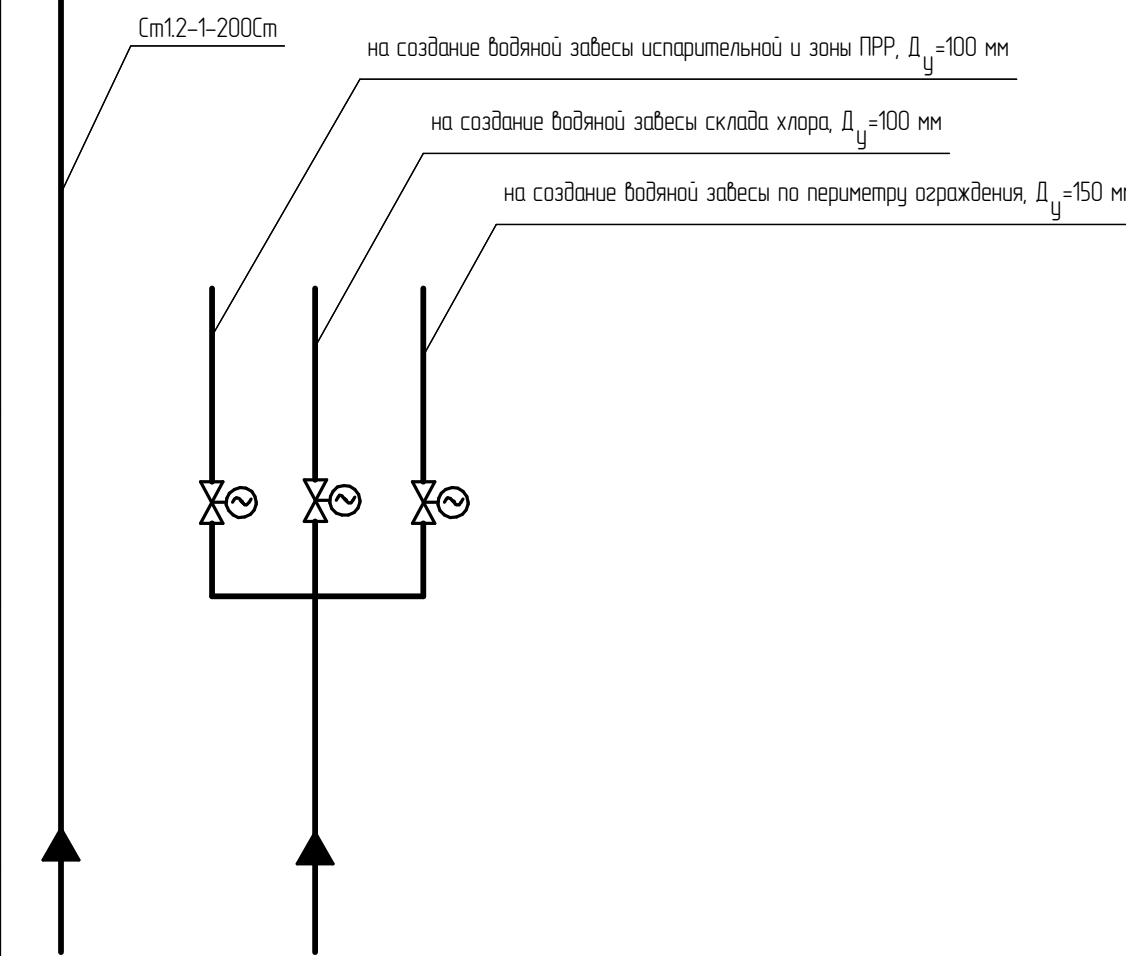 Ст1.2-1-200Ст
на создание водяной завесы испарительной и зоны ПРР, Ду=100 мм
на создание водяной завесы склада хлора, Ду=100 мм
на создание водяной завесы по периметру ограждения, Ду=150 мм